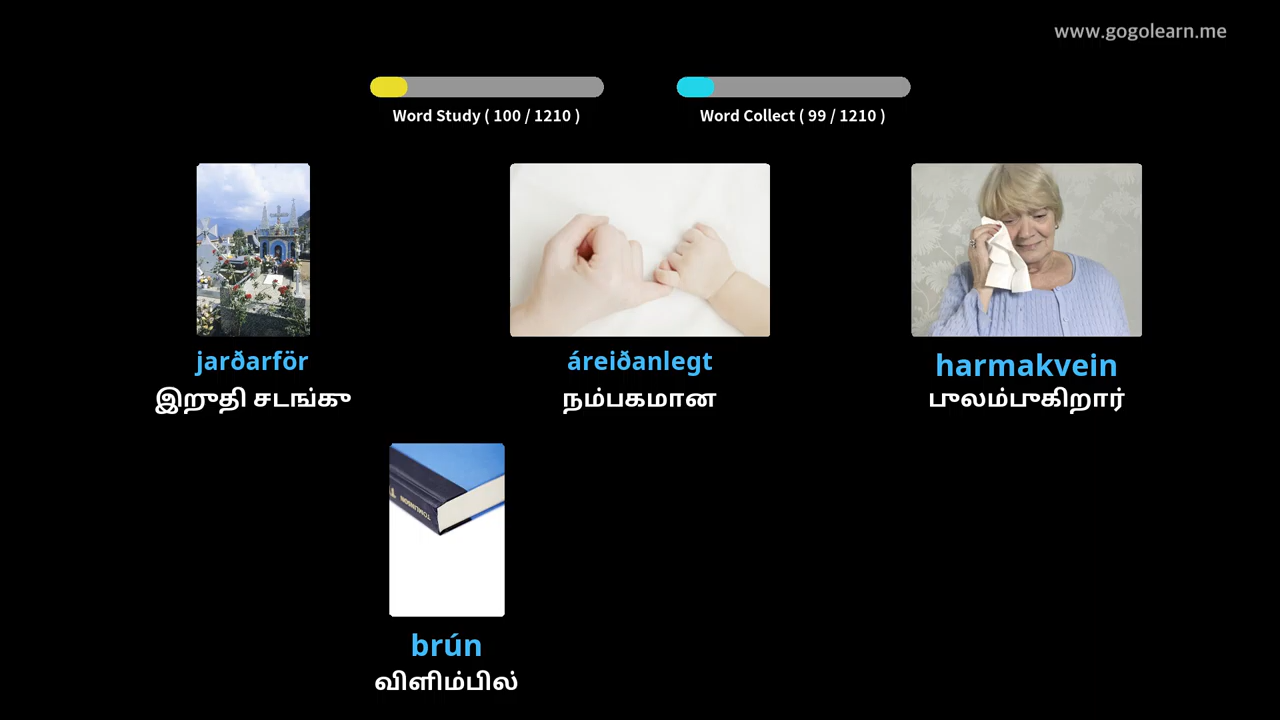 www.gogolearn.me
Word Study ( 100 / 1210 )
Word Collect ( 99 / 1210 )
jarðarför
இறுதி சடங்கு
áreiðanlegt
நம்பகமான
harmakvein
புலம்புகிறார்
TOMLINSON
brún
விளிம்பில்